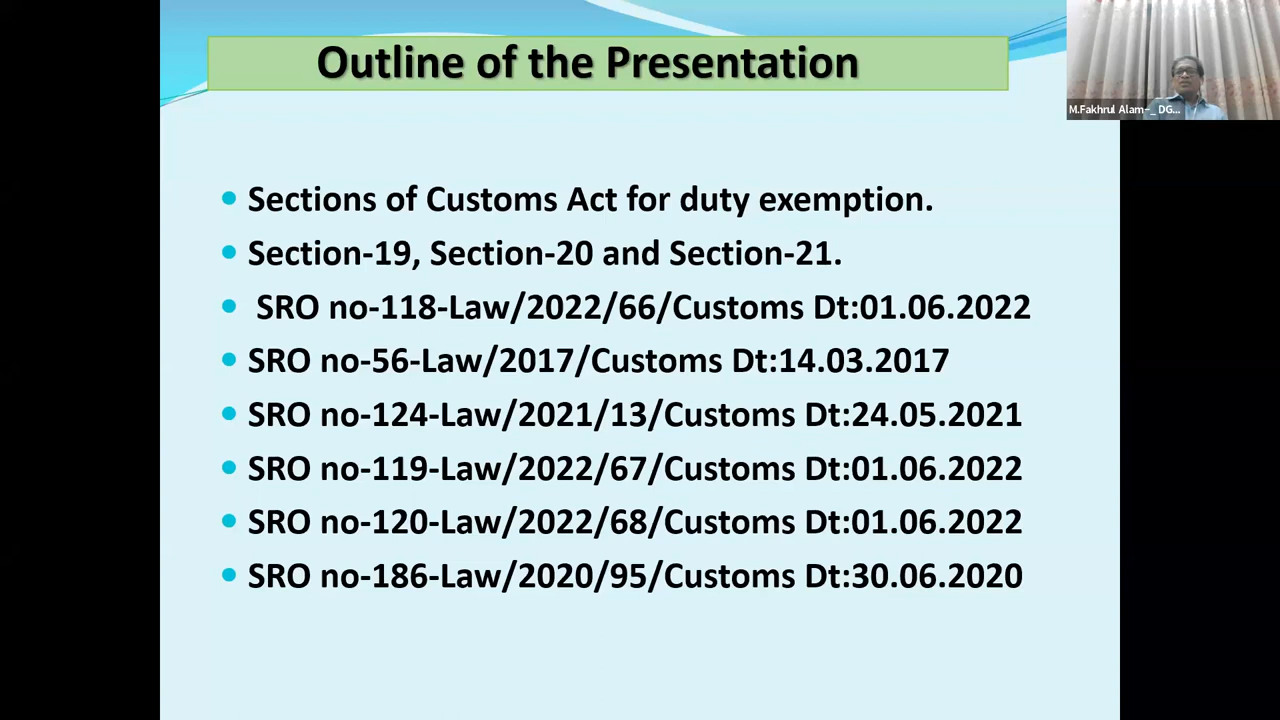 Outline of the Presentation
M.Fakhrul Alam-_ DG...
• Sections of Customs Act for duty exemption.
• Section-19, Section-20 and Section-21.
• SRO no-118-Law/2022/66/Customs Dt:01.06.2022
• SRO no-56-Law/2017/Customs Dt:14.03.2017
• SRO no-124-Law/2021/13/Customs Dt:24.05.2021
• SRO no-119-Law/2022/67/Customs Dt:01.06.2022
• SRO no-120-Law/2022/68/Customs Dt:01.06.2022
• SRO no-186-Law/2020/95/Customs Dt:30.06.2020